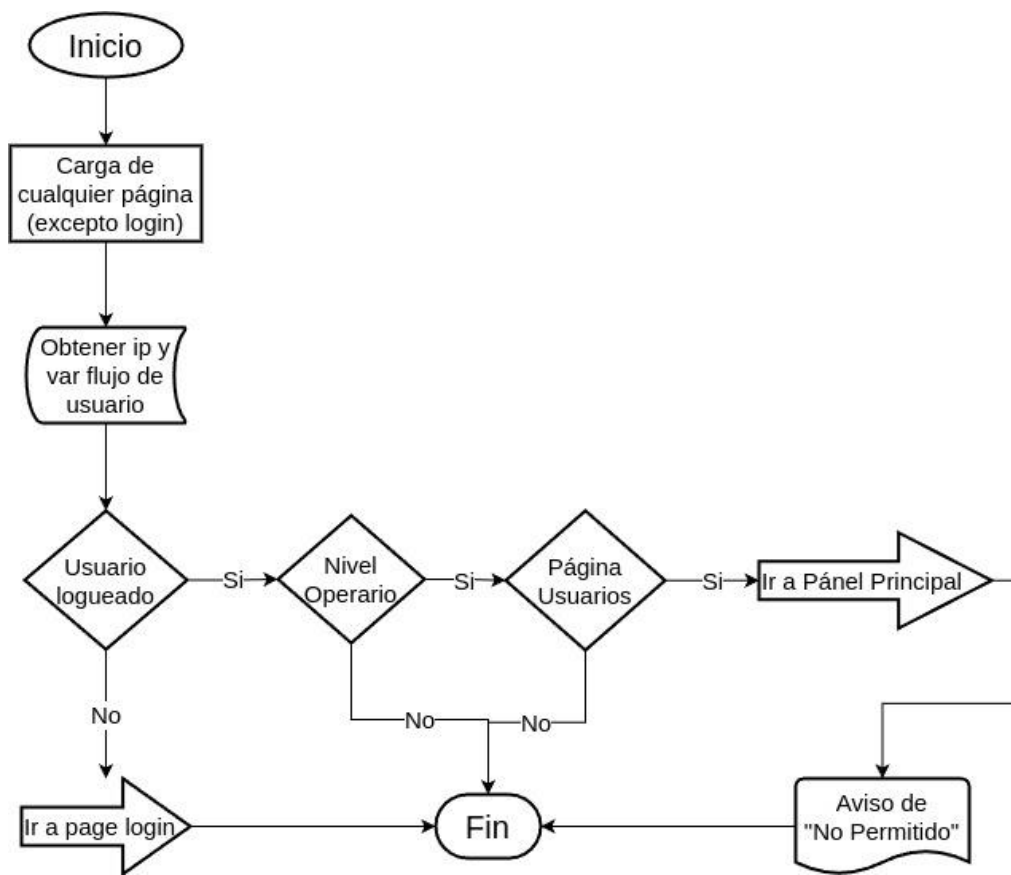 Inicio
Carga de
cualquier página
(excepto login)
Obtener ip y
var flujo de
usuario
Usuario
logueado
Si
Nivel
Operario
Si
Página
Usuarios
Si
Ir a Pánel Principal
No
No
No
Ir a page login
Fin
Aviso de
"No Permitido"